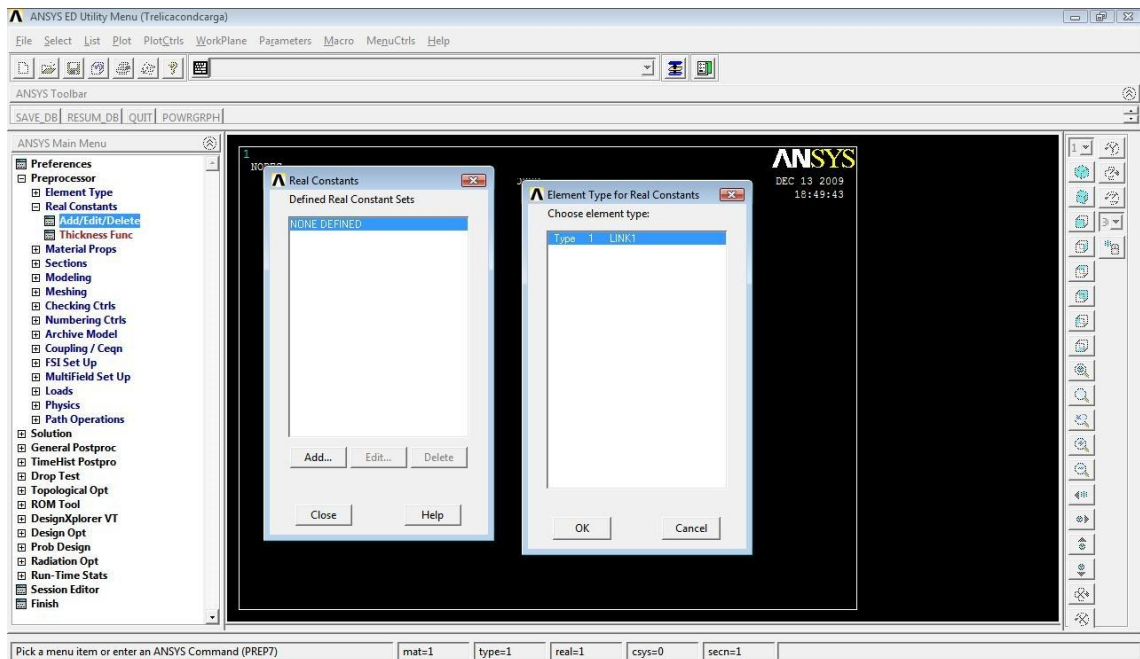 ANSYS ED Utility Menu (Trelicacondcarga)
File Select List Plot PlotCtrls WorkPlane Parameters Macro MenuCtrls Help
ANSYS Toolbar
SAVE_DB RESUM_DB QUIT POWRGRPH
ANSYS Main Menu
Preferences
Preprocessor
Element Type
Real Constants
Add/Edit/Delete
Thickness Func
Material Props
Sections
Modeling
Meshing
Checking Ctrls
Numbering Ctrls
Archive Model
Coupling / Ceqn
FSI Set Up
MultiField Set Up
Loads
Physics
Path Operations
Solution
General Postproc
TimeHist Postpro
Drop Test
Topological Opt
ROM Tool
DesignXplorer VT
Design Opt
Prob Design
Radiation Opt
Run-Time Stats
Session Editor
Finish
1
ANSYS
DEC 13 2009
18:49:43
Real Constants
Defined Real Constant Sets
NONE DEFINED
Add... Edit... Delete
Close Help
Element Type for Real Constants
Choose element type:
Type 1 LINK1
OK Cancel
1
3
Pick a menu item or enter an ANSYS Command (PREP7) mat=1 type=1 real=1 csys=0 secn=1